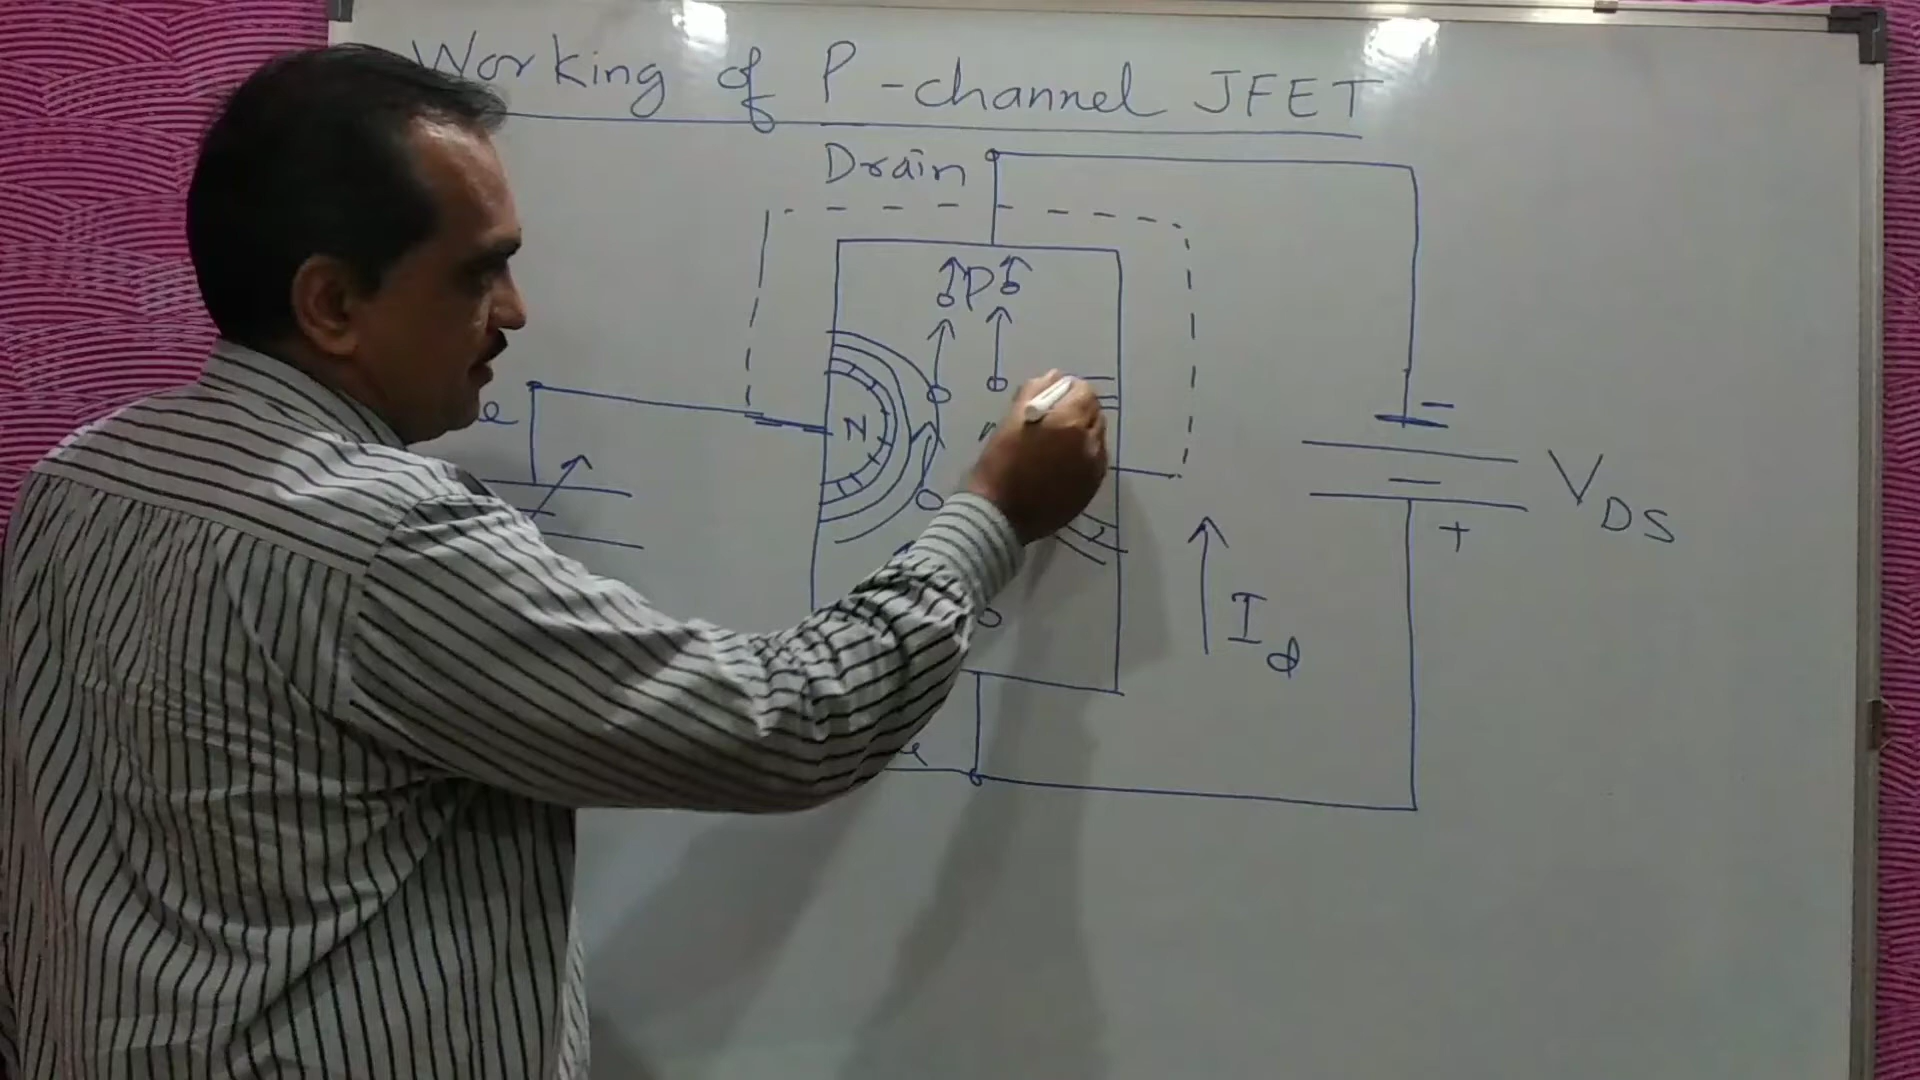 Working of P-channel JFET
Drain
P
N
VDS
+
Id